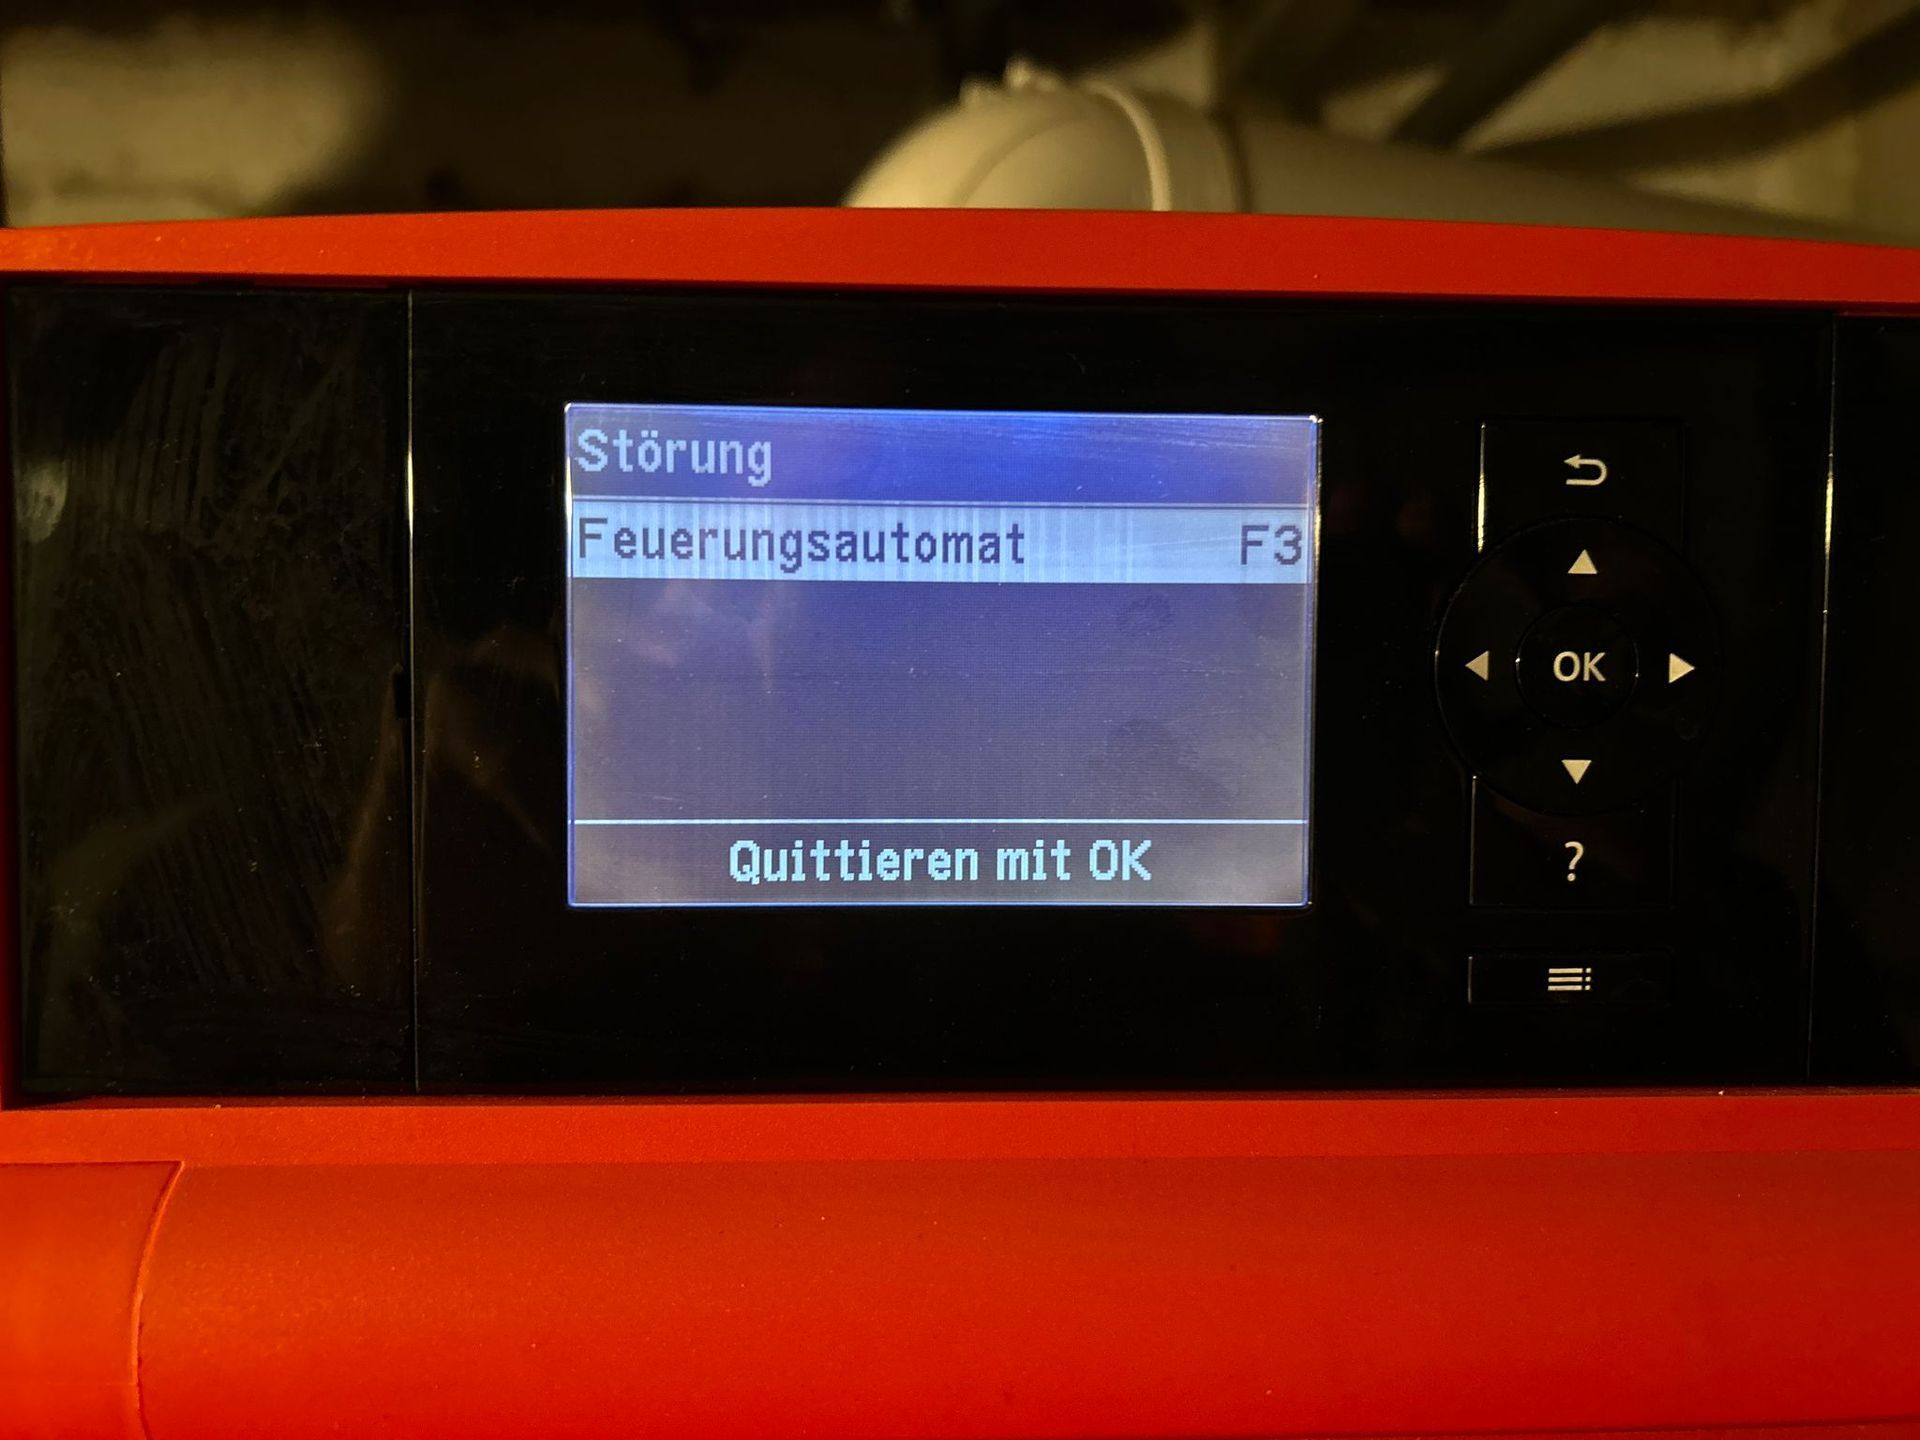 Störung
Feuerungsautomat F3
Quittieren mit OK
OK
?